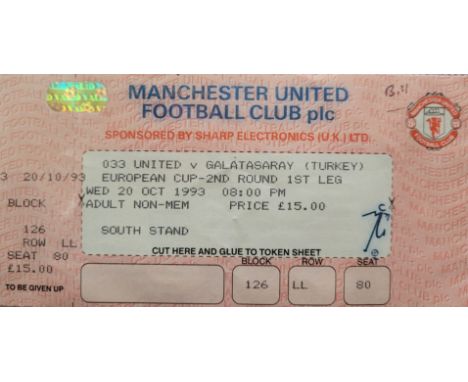 MANCHESTER UNITED
FOOTBALL CLUB plc
SPONSORED BY SHARP ELECTRONICS (U.K.) LTD.
033 UNITED v GALATASARAY (TURKEY)
3 20/10/93 EUROPEAN CUP-2ND ROUND 1ST LEG
WED 20 OCT 1993 08:00 PM
BLOCK ADULT NON-MEM PRICE £15.00
126 SOUTH STAND
ROW LL
CUT HERE AND GLUE TO TOKEN SHEET
SEAT 80 BLOCK ROW SEAT
£15.00
126 LL 80
TO BE GIVEN UP